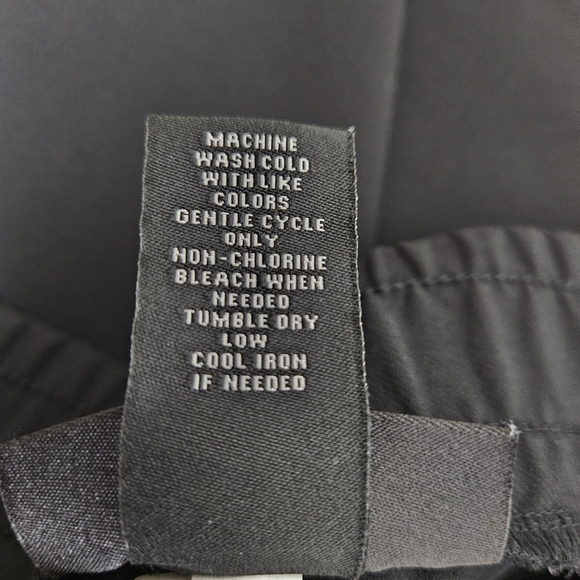 MACHINE
WASH COLD
WITH LIKE
COLORS
GENTLE CYCLE
ONLY
NON-CHLORINE
BLEACH WHEN
NEEDED
TUMBLE DRY
LOW
COOL IRON
IF NEEDED